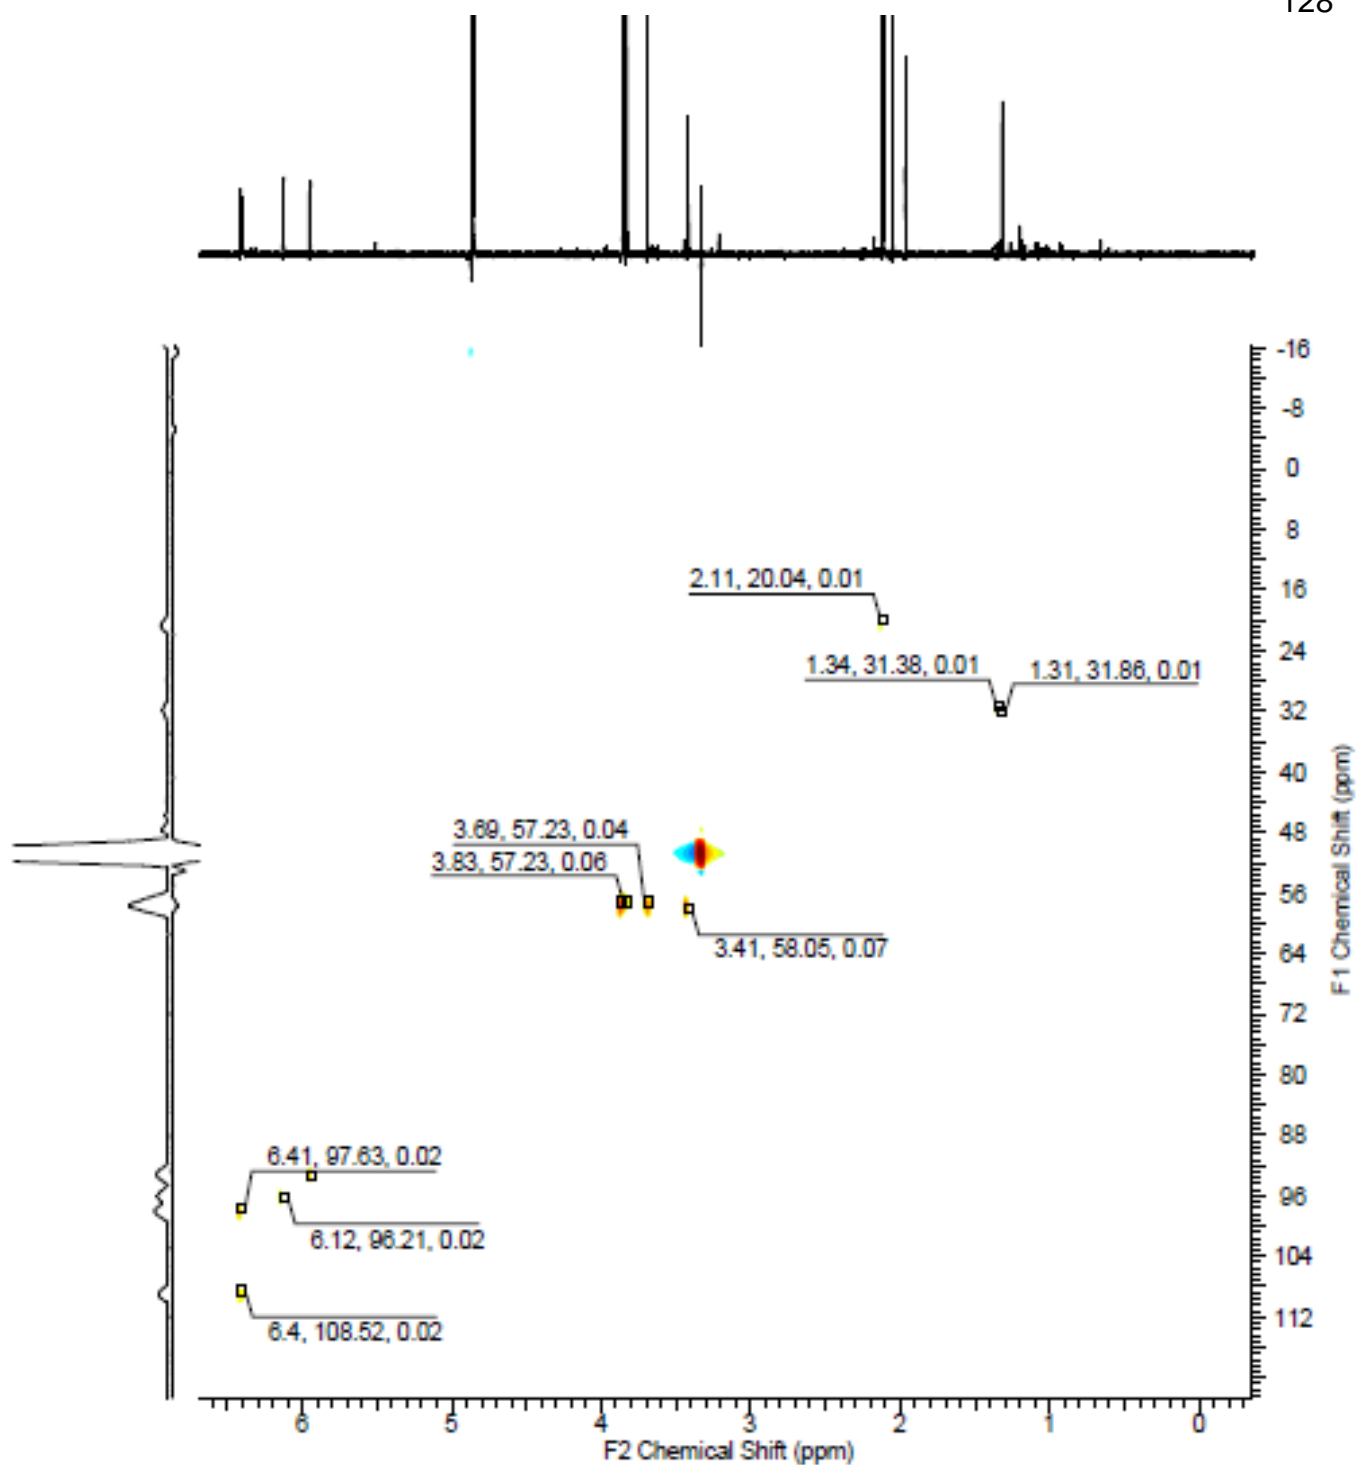 128
-16
-8
0
8
2.11, 20.04, 0.01
16
24
1.34, 31.38, 0.01
1.31, 31.86, 0.01
32
40
3.69, 57.23, 0.04
48
3.83, 57.23, 0.06
56
3.41, 58.05, 0.07
64
72
80
88
6.41, 97.63, 0.02
96
6.12, 96.21, 0.02
104
112
6.4, 108.52, 0.02
F1 Chemical Shift (ppm)
6 5 4 3 2 1 0
F2 Chemical Shift (ppm)